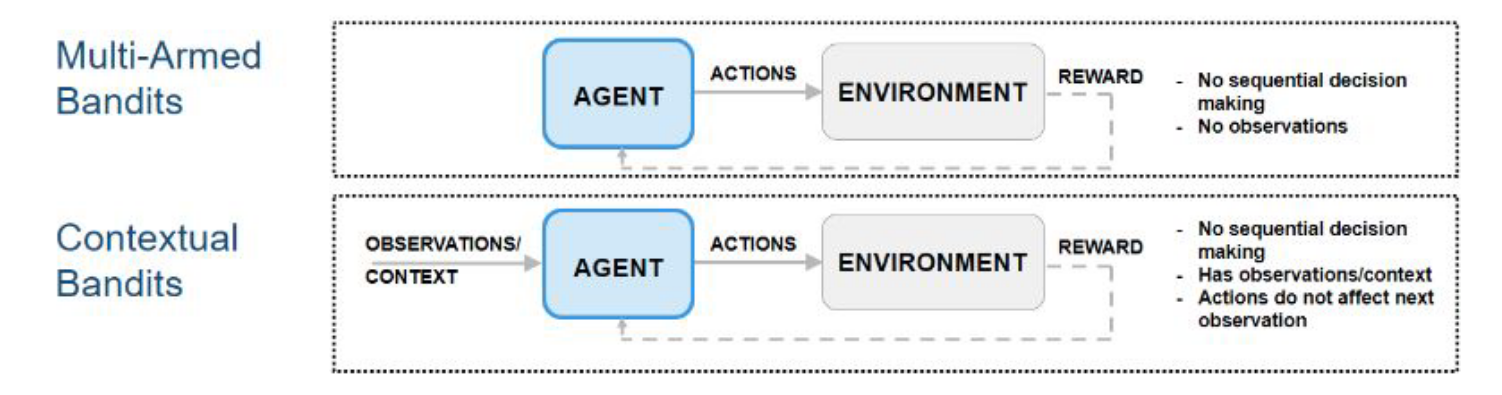 Multi-Armed
Bandits
AGENT
ACTIONS
ENVIRONMENT
REWARD
- No sequential decision
making
- No observations
Contextual
Bandits
OBSERVATIONS/
CONTEXT
AGENT
ACTIONS
ENVIRONMENT
REWARD
- No sequential decision
making
- Has observations/context
- Actions do not affect next
observation